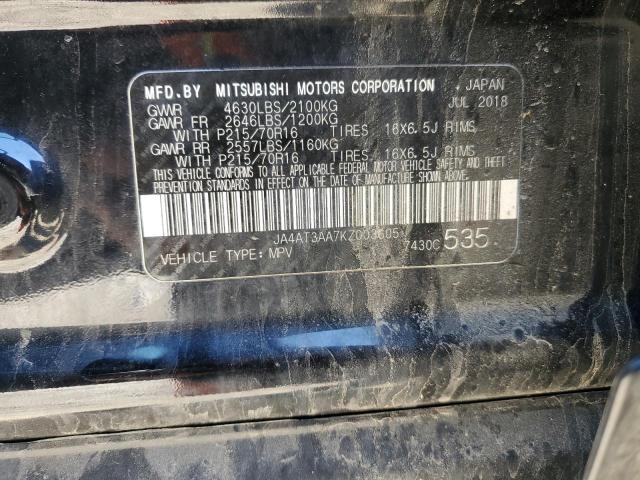 MFD. BY MITSUBISHI MOTORS CORPORATION JAPAN
GVWR 4630LBS/2100KG JUL 2018
GAWR FR 2646LBS/1200KG
WITH P215/70R16 TIRES 16X6.5J RIMS
GAWR RR 2557LBS/1160KG
WITH P215/70R16 TIRES 16X6.5J RIMS
THIS VEHICLE CONFORMS TO ALL APPLICABLE FEDERAL MOTOR VEHICLE SAFETY AND THEFT
PREVENTION STANDARDS IN EFFECT ON THE DATE OF MANUFACTURE SHOWN ABOVE.
JA4AT3AA7KZ003605
VEHICLE TYPE: MPV 7430C 535